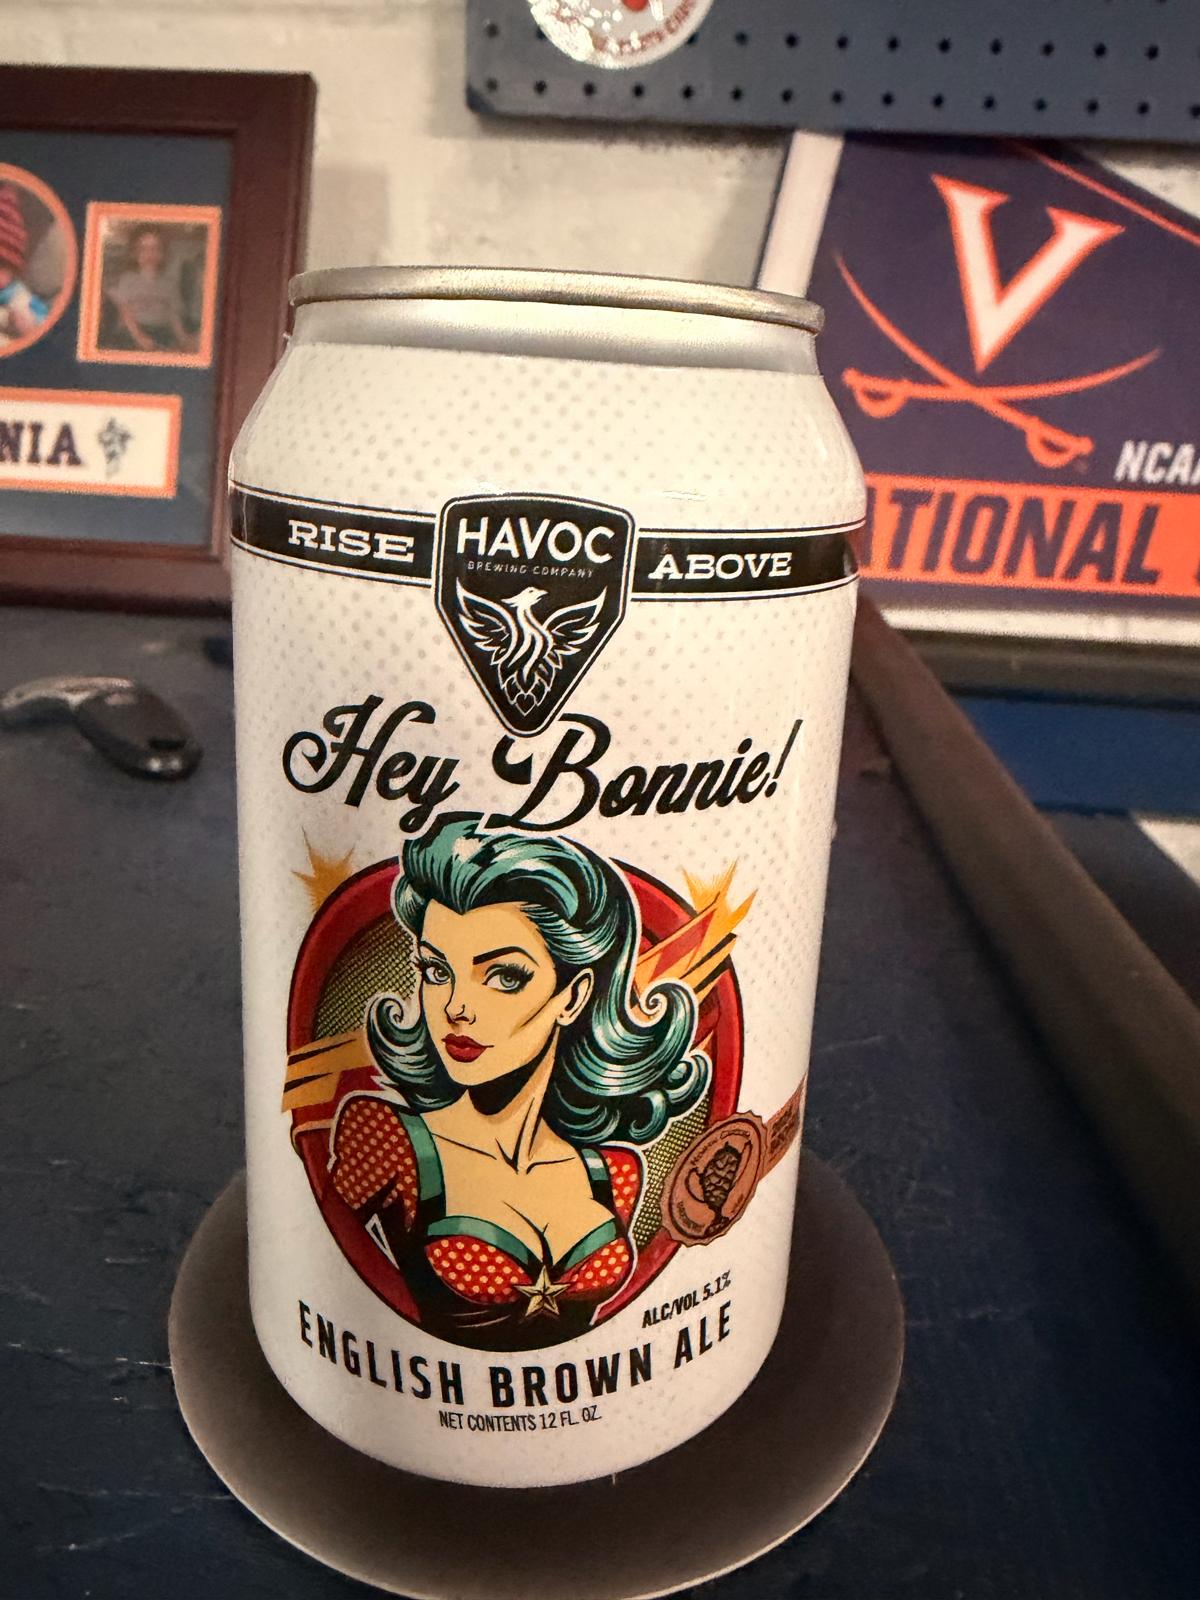 NIA
V
NCAA
ATIONAL
RISE
HAVOC
BREWING COMPANY
ABOVE
Hey Bonnie!
ALC/VOL 5.1%
ENGLISH BROWN ALE
NET CONTENTS 12 FL. OZ.